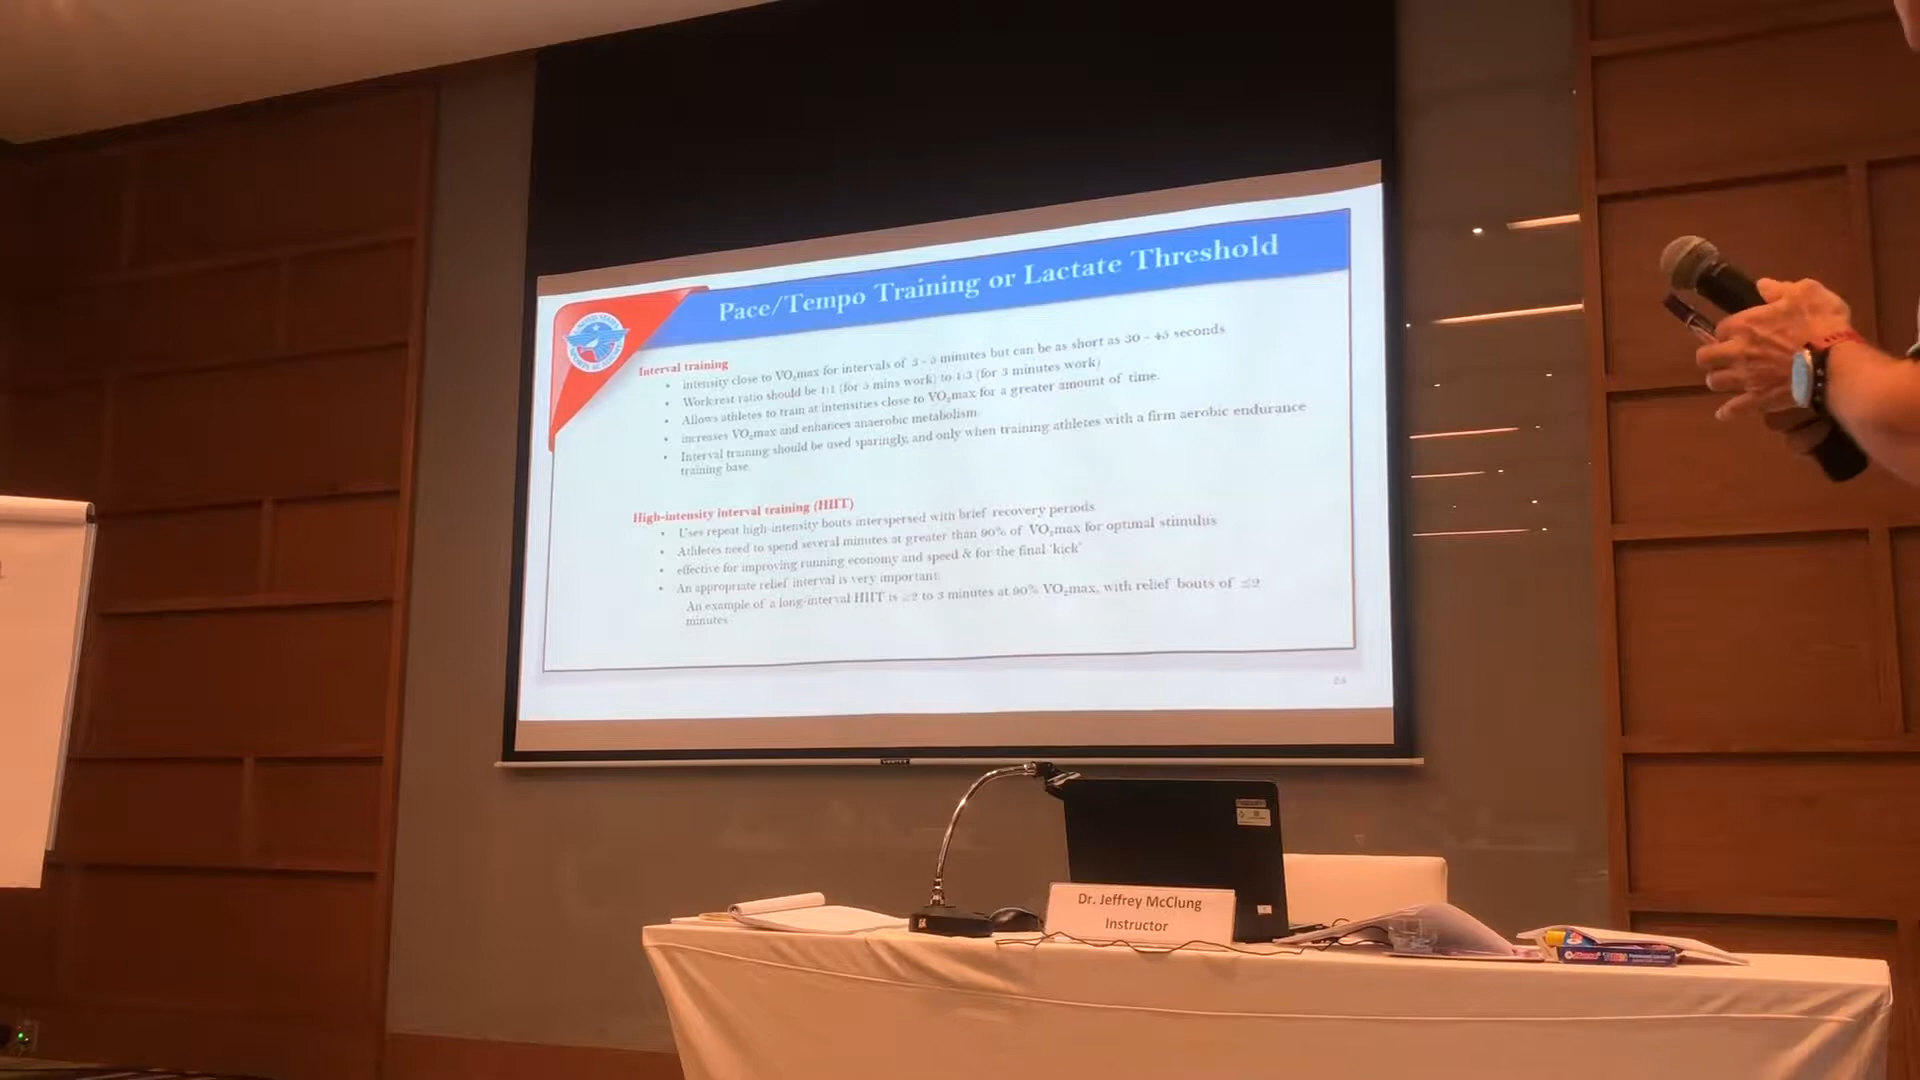 Pace/Tempo Training or Lactate Threshold
UNITED STATES
SPORTS ACADEMY
Interval training
• intensity close to VO₂max for intervals of 3 - 5 minutes but can be as short as 30 – 45 seconds
• Work:rest ratio should be 1:1 (for 3 mins work) to 1:3 (for 3 minutes work)
• Allows athletes to train at intensities close to VO₂max for a greater amount of time.
• increases VO₂max and enhances anaerobic metabolism.
• Interval training should be used sparingly, and only when training athletes with a firm aerobic endurance
training base.
High-intensity interval training (HIIT)
• Uses repeat high-intensity bouts interspersed with brief recovery periods
• Athletes need to spend several minutes at greater than 90% of VO₂max for optimal stimulus
• effective for improving running economy and speed & for the final 'kick'
• An appropriate relief interval is very important.
An example of a long-interval HIIT is ≥2 to 3 minutes at 90% VO₂max, with relief bouts of ≤2
minutes
Dr. Jeffrey McClung
Instructor